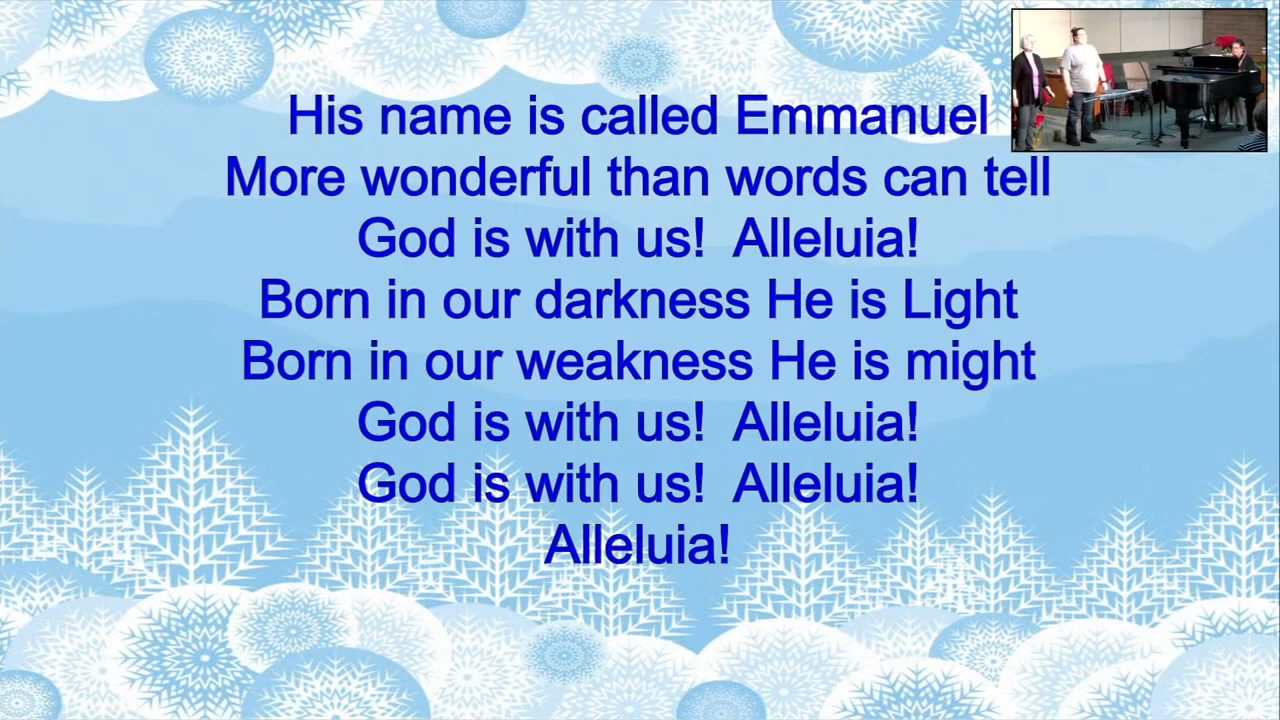 His name is called Emmanuel
More wonderful than words can tell
God is with us!  Alleluia!
Born in our darkness He is Light
Born in our weakness He is might
God is with us!  Alleluia!
God is with us!  Alleluia!
Alleluia!